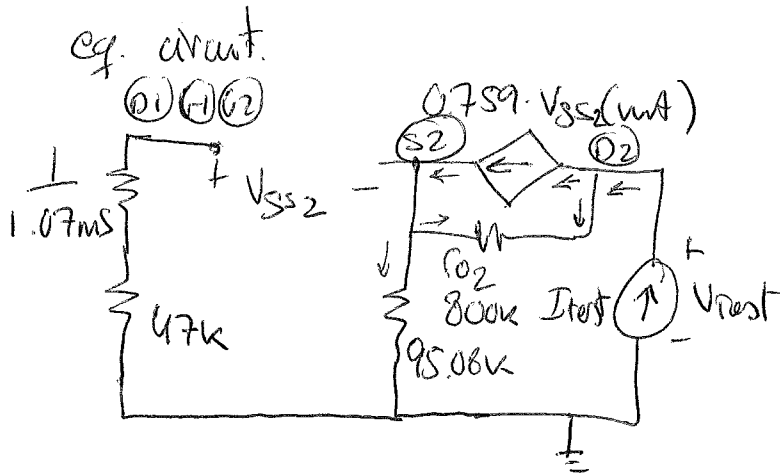 eq. circuit.
D1 G1 G2
0.759. VGS2(mA)
S2
D2
1
1.07mS
+ VGS2 -
ro2
800k
Itest
+
Vtest
-
47k
95.08k